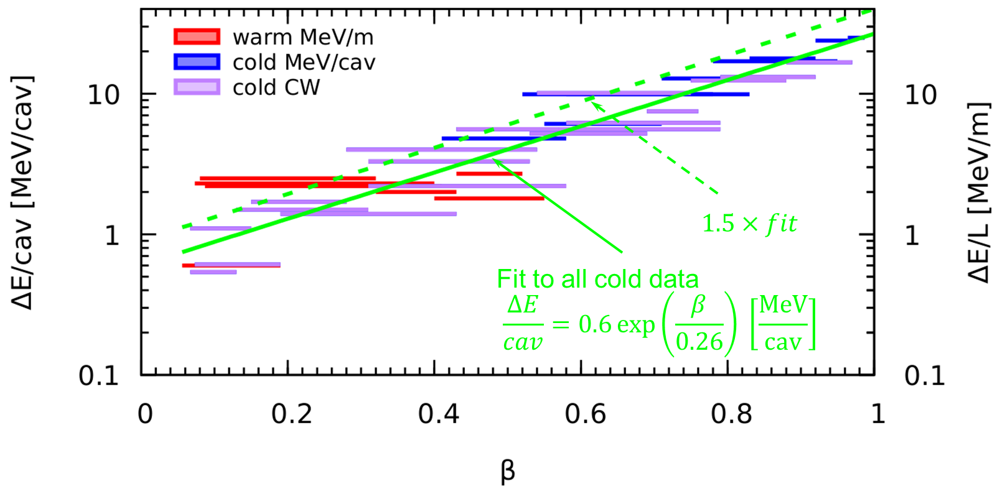 warm MeV/m
cold MeV/cav
cold CW
ΔE/cav [MeV/cav]
ΔE/L [MeV/m]
10
1
0.1
10
1
0.1
1.5 × fit
Fit to all cold data
ΔE/cav = 0.6 exp(β/0.26) [MeV/cav]
0 0.2 0.4 0.6 0.8 1
β